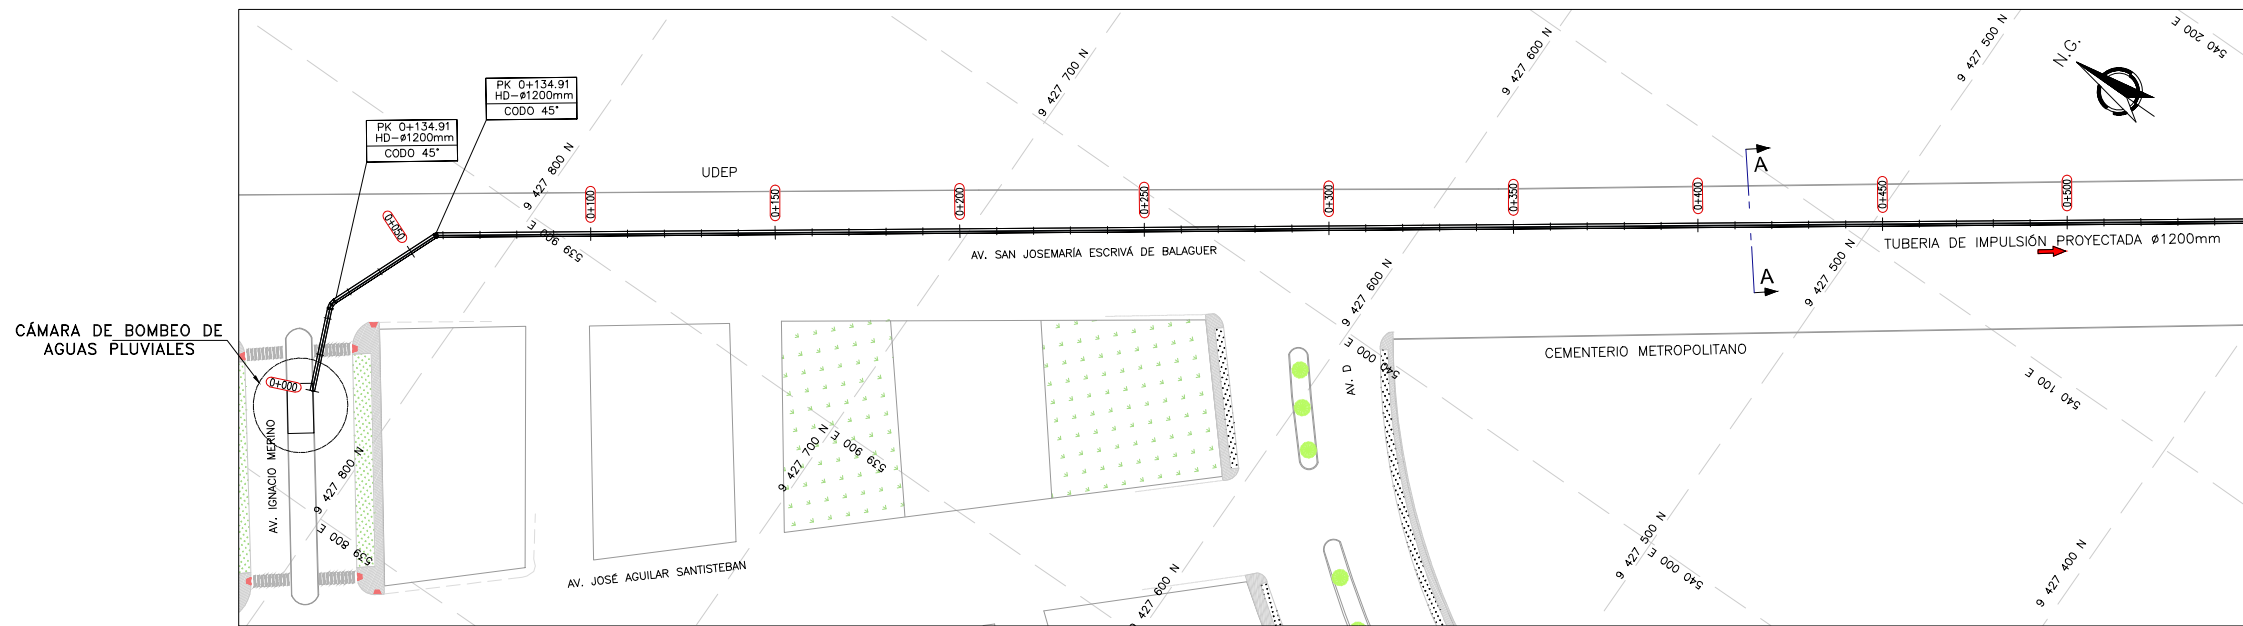 PK 0+134.91
HD-ø1200mm
CODO 45°
PK 0+134.91
HD-ø1200mm
CODO 45°
N.G.
540 200 E
9 427 800 N
9 427 700 N
9 427 600 N
9 427 500 N
UDEP
0+000
0+050
0+100
0+150
0+200
0+250
0+300
0+350
0+400
0+450
0+500
A
A
539 900 E
AV. SAN JOSEMARÍA ESCRIVÁ DE BALAGUER
TUBERIA DE IMPULSIÓN PROYECTADA ø1200mm
9 427 600 N
9 427 500 N
CÁMARA DE BOMBEO DE
AGUAS PLUVIALES
540 000 E
CEMENTERIO METROPOLITANO
AV. D
540 100 E
AV. IGNACIO MERINO
9 427 800 N
539 800 E
9 427 700 N
539 900 E
AV. JOSÉ AGUILAR SANTISTEBAN
9 427 600 N
9 427 500 N
540 000 E
9 427 400 N